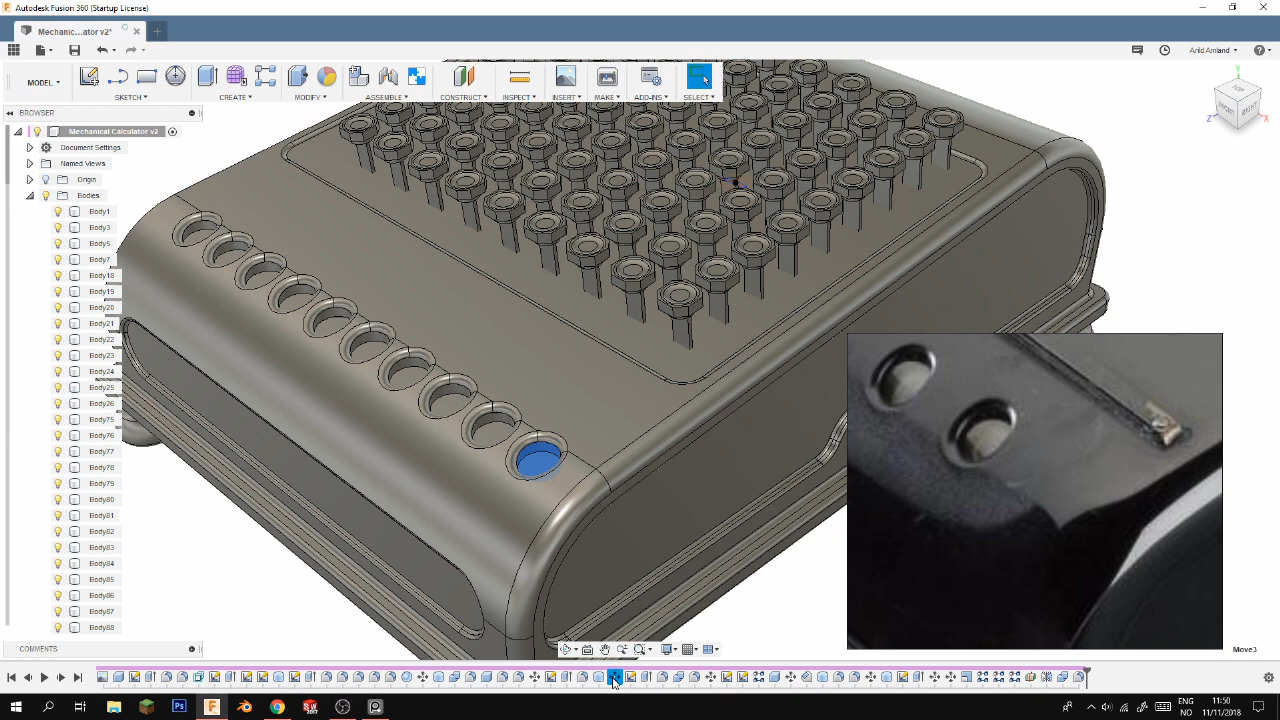 Autodesk Fusion 360 (Startup License)
Mechanic...ator v2*
Arild Amland
MODEL
SKETCH
CREATE
MODIFY
ASSEMBLE
CONSTRUCT
INSPECT
INSERT
MAKE
ADD-INS
SELECT
BROWSER
Mechanical Calculator v2
Document Settings
Named Views
Origin
Bodies
Body1
Body3
Body5
Body7
Body18
Body19
Body20
Body21
Body22
Body23
Body24
Body25
Body26
Body75
Body76
Body77
Body78
Body79
Body80
Body81
Body82
Body83
Body84
Body85
Body86
Body87
Body88
TOP
FRONT
RIGHT
Z
X
Y
COMMENTS
Move3
ENG
NO
11:50
11/11/2018